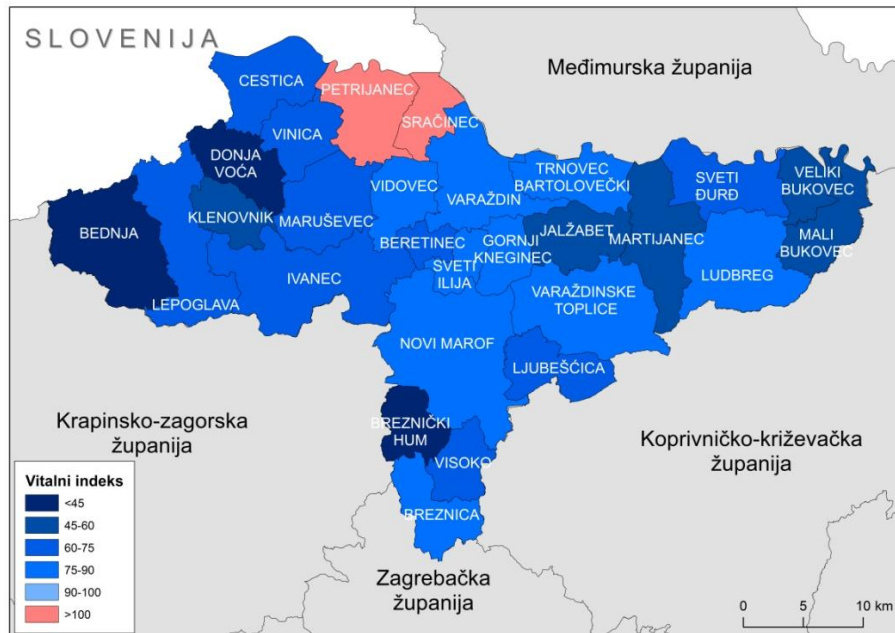 SLOVENIJA
Međimurska županija
CESTICA
PETRIJANEC
SRAČINEC
VINICA
DONJA
VOĆA
VIDOVEC
TRNOVEC
BARTOLOVEČKI
SVETI
ĐURĐ
VELIKI
BUKOVEC
VARAŽDIN
KLENOVNIK
MARUŠEVEC
BEDNJA
BERETINEC
GORNJI
KNEGINEC
JALŽABET
MARTIJANEC
MALI
BUKOVEC
IVANEC
SVETI
ILIJA
LUDBREG
LEPOGLAVA
VARAŽDINSKE
TOPLICE
NOVI MAROF
LJUBEŠĆICA
Krapinsko-zagorska
županija
BREZNIČKI
HUM
VISOKO
Koprivničko-križevačka
županija
BREZNICA
Zagrebačka
županija
Vitalni indeks
<45
45-60
60-75
75-90
90-100
>100
0 5 10 km